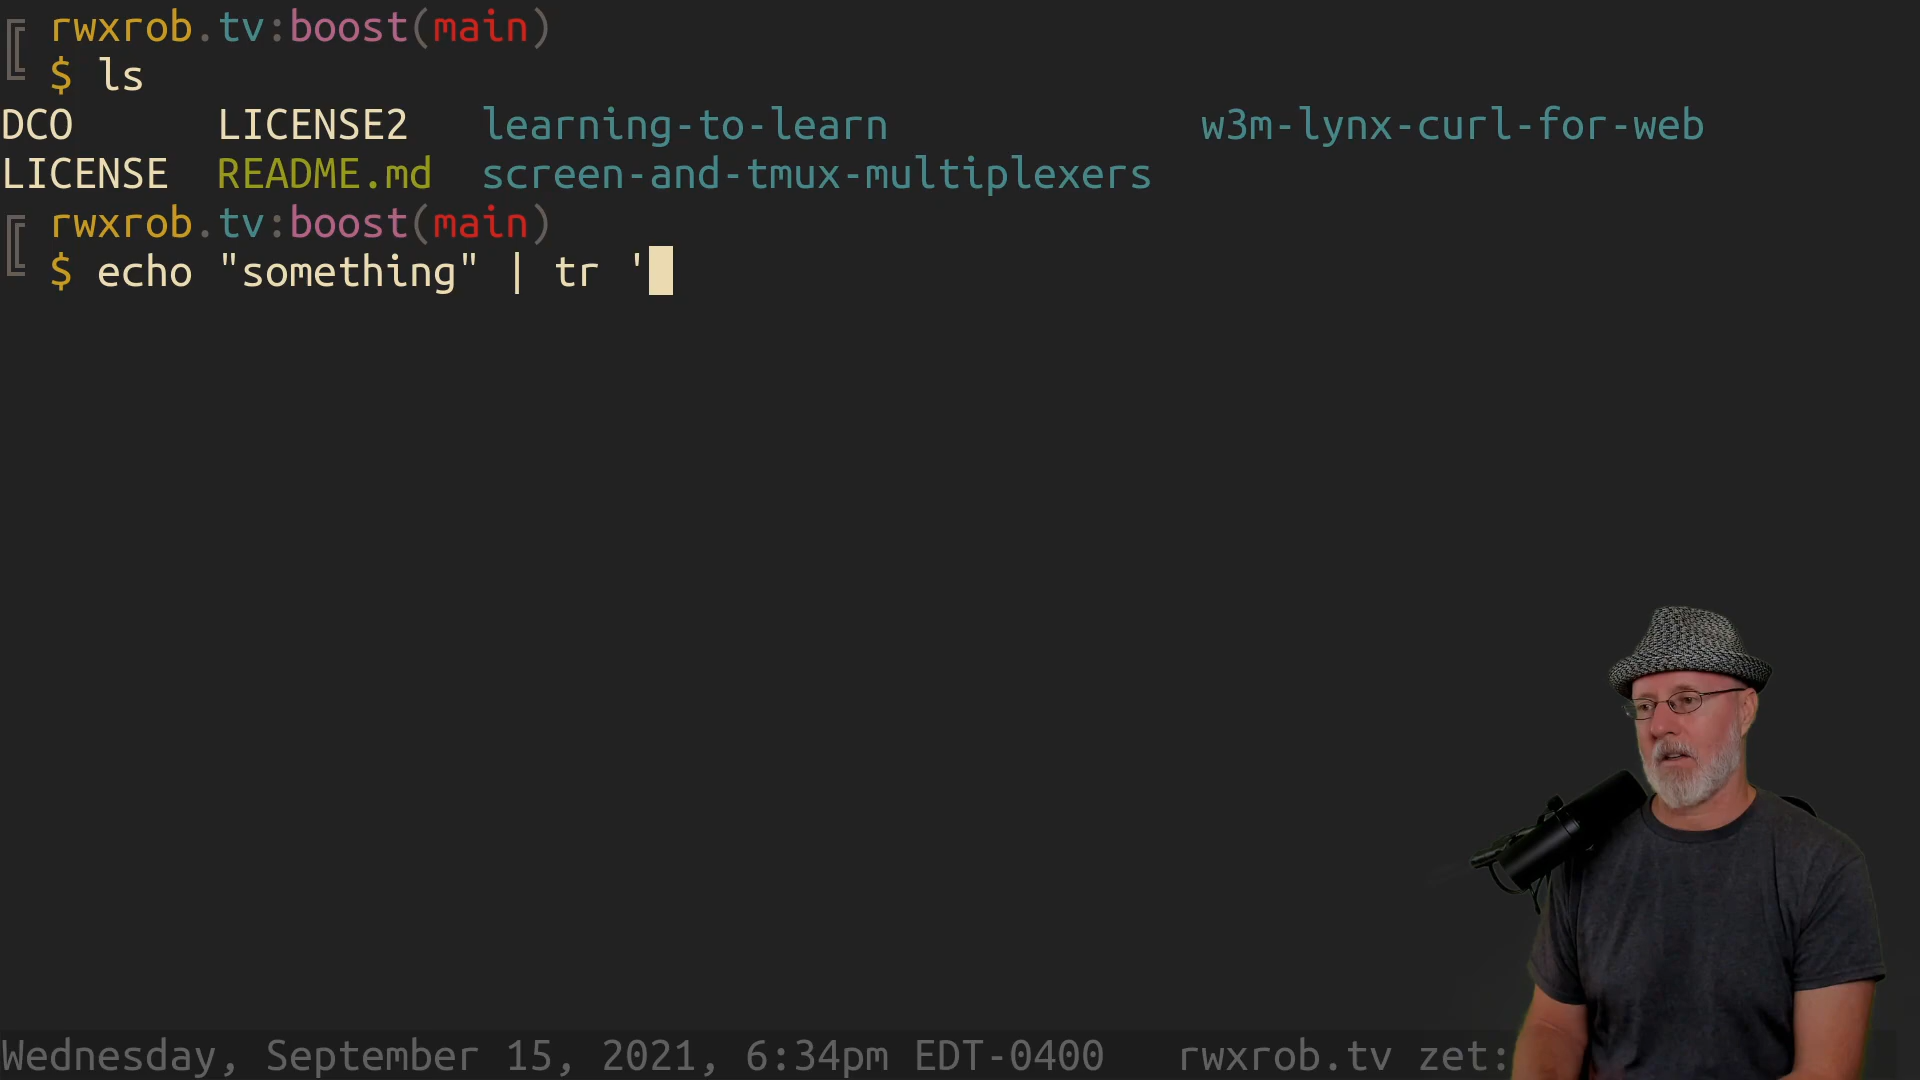 rwxrob.tv:boost(main)
$ ls
DCO LICENSE2 learning-to-learn w3m-lynx-curl-for-web
LICENSE README.md screen-and-tmux-multiplexers
rwxrob.tv:boost(main)
$ echo "something" | tr '
Wednesday, September 15, 2021, 6:34pm EDT-0400 rwxrob.tv zet: